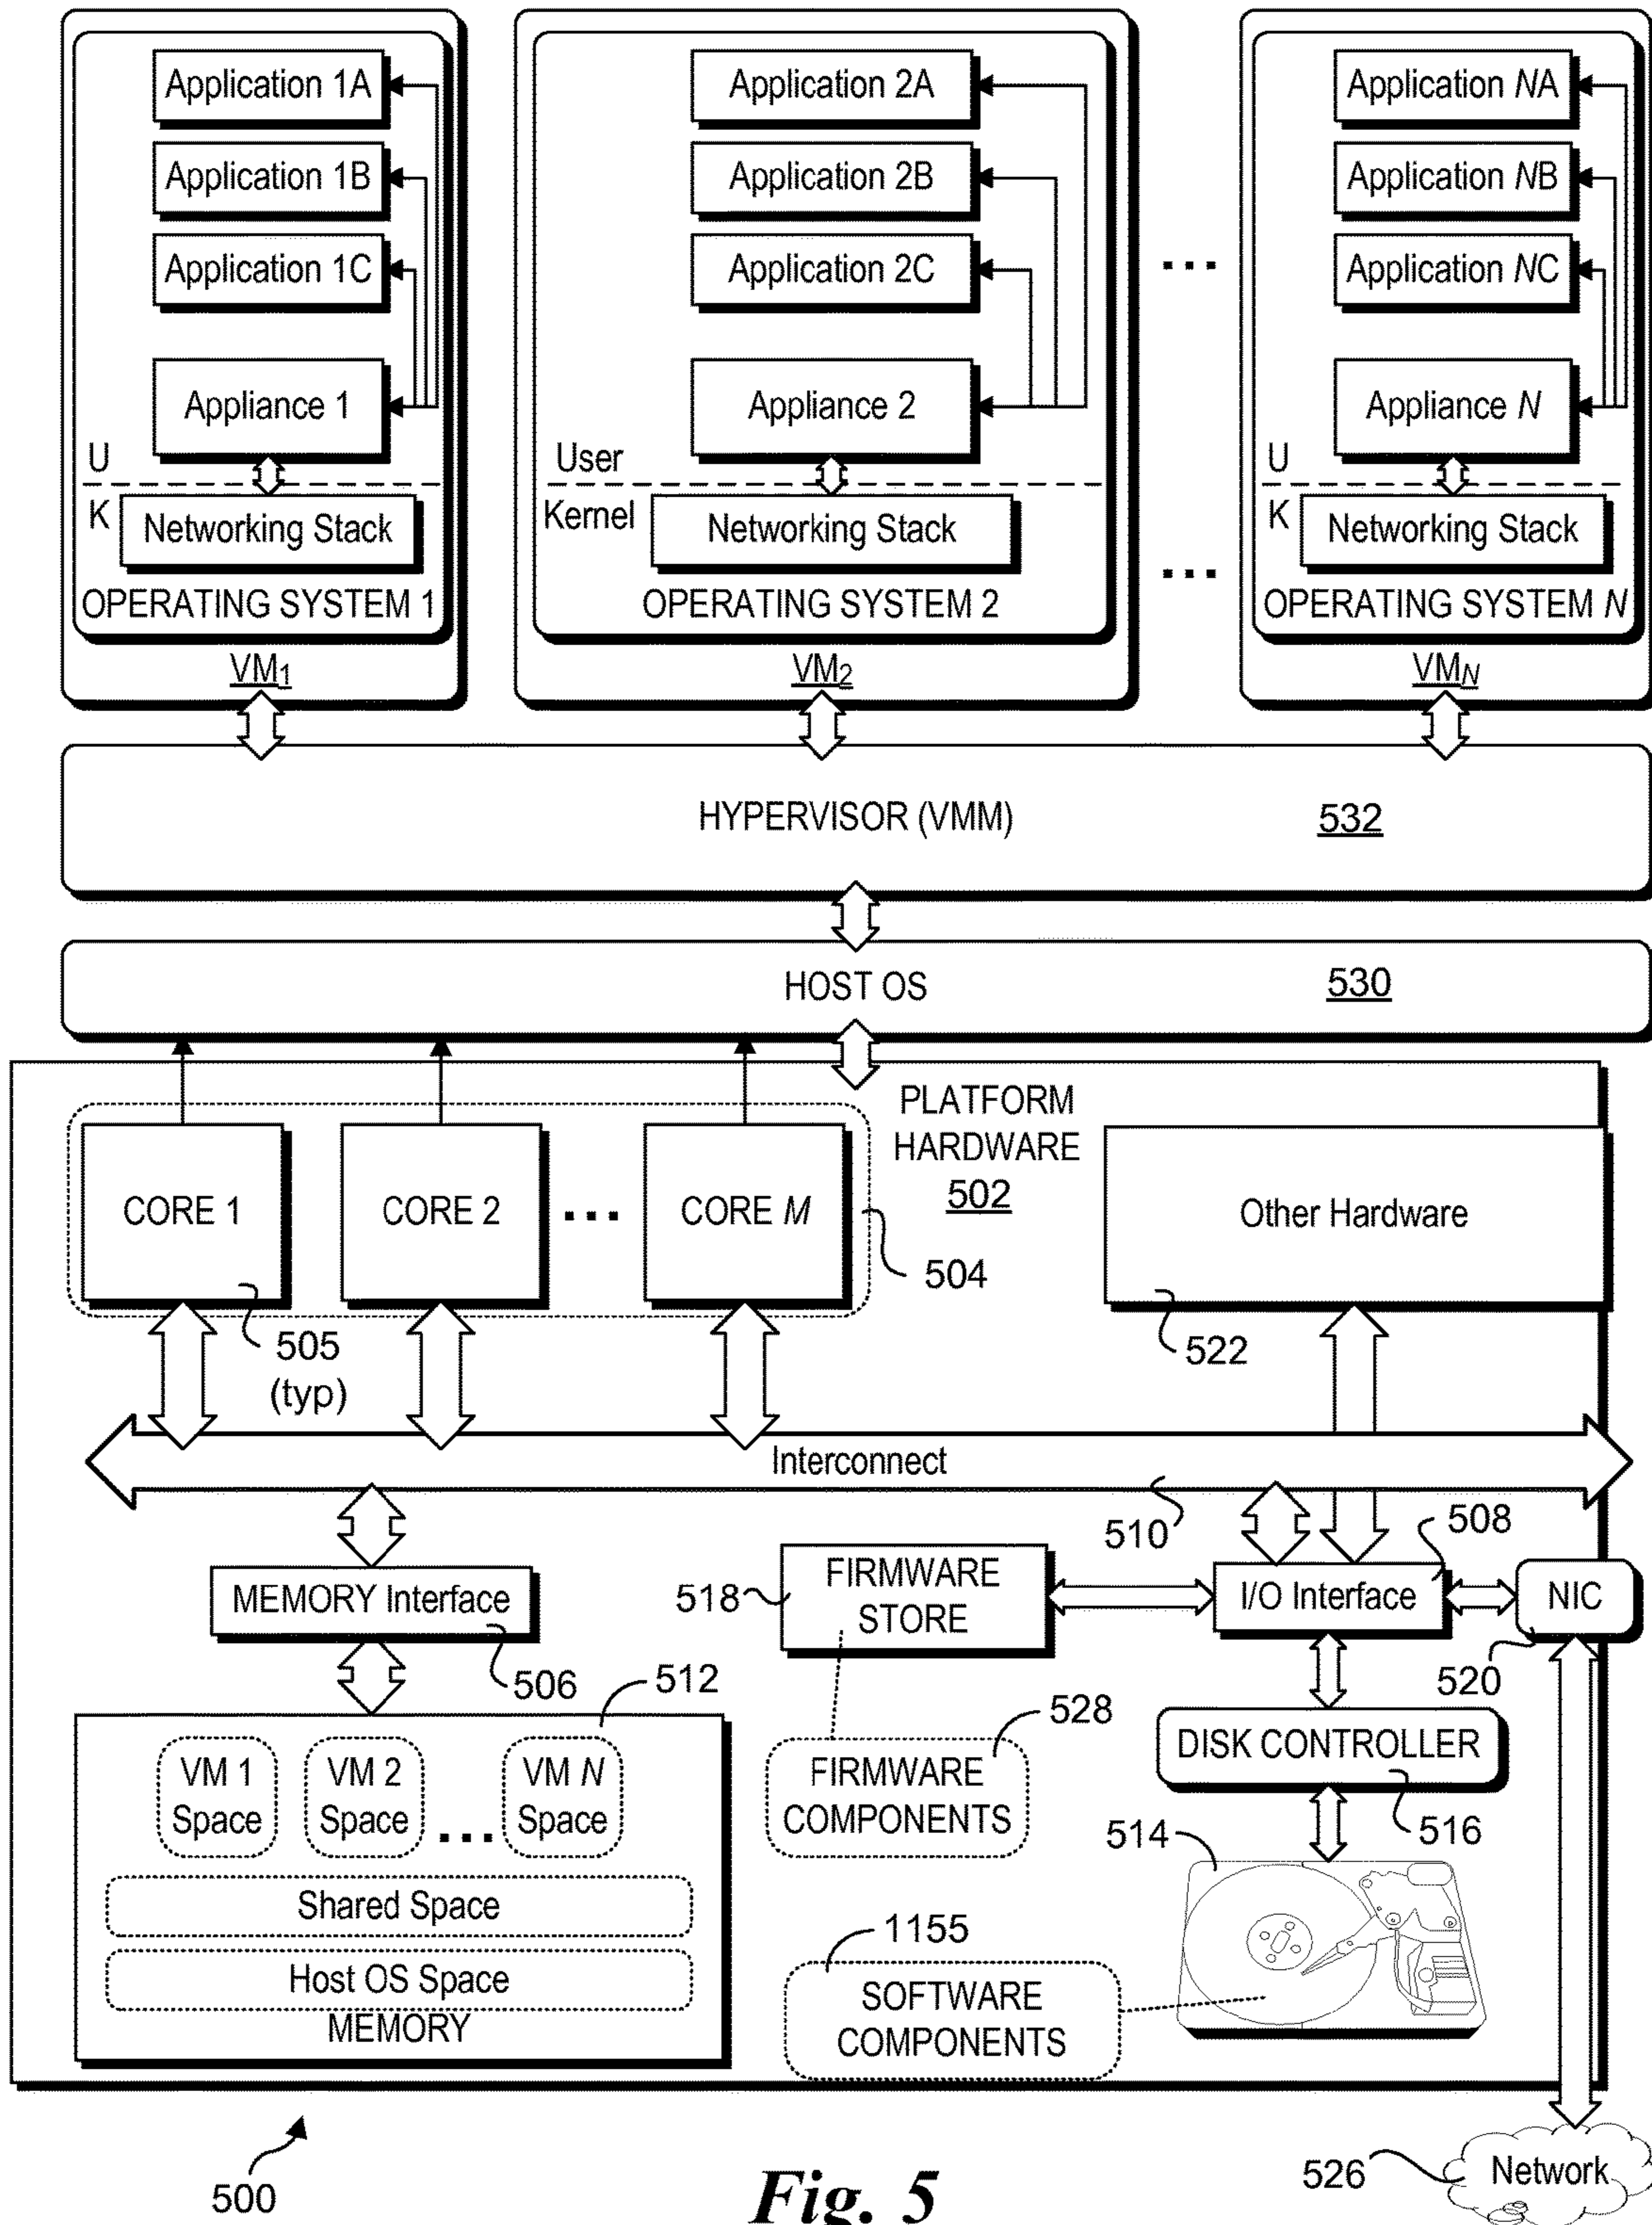 Application 1A
Application 1B
Application 1C
Appliance 1
U
K
Networking Stack
OPERATING SYSTEM 1
VM1
Application 2A
Application 2B
Application 2C
Appliance 2
User
Kernel
Networking Stack
OPERATING SYSTEM 2
VM2
...
...
Application NA
Application NB
Application NC
Appliance N
U
K
Networking Stack
OPERATING SYSTEM N
VMN
HYPERVISOR (VMM)
532
HOST OS
530
PLATFORM
HARDWARE
502
CORE 1
CORE 2
...
CORE M
504
505
(typ)
Other Hardware
522
Interconnect
510
508
MEMORY Interface
506
518
FIRMWARE
STORE
I/O Interface
NIC
520
512
VM 1
Space
VM 2
Space
...
VM N
Space
Shared Space
Host OS Space
MEMORY
528
FIRMWARE
COMPONENTS
DISK CONTROLLER
516
514
1155
SOFTWARE
COMPONENTS
500
Fig. 5
526
Network